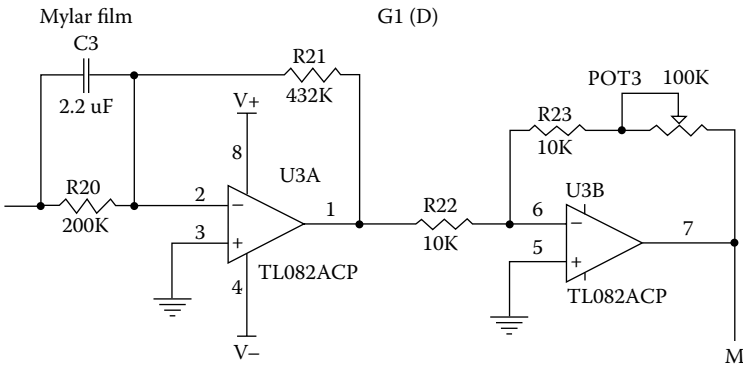 Mylar film
G1 (D)
C3
2.2 uF
R21
432K
V+
8
U3A
R20
200K
2
−
3
+
1
TL082ACP
4
V−
R22
10K
POT3
100K
R23
10K
U3B
6
−
5
+
7
TL082ACP
M